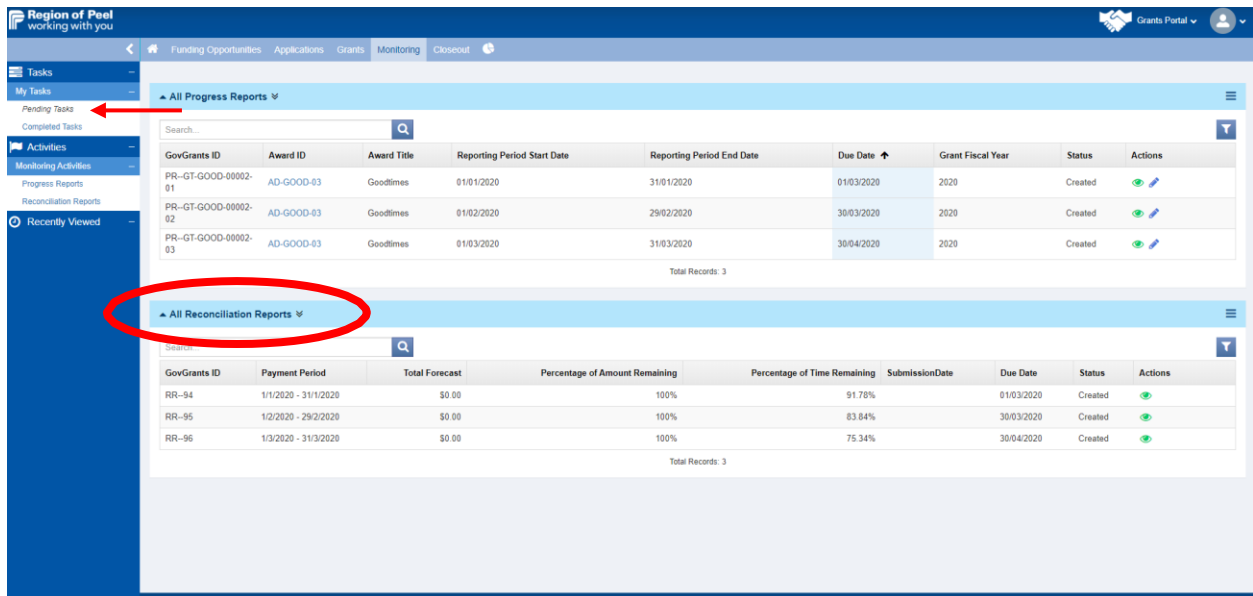 Region of Peel
working with you
Grants Portal
Funding Opportunities Applications Grants Monitoring Closeout
Tasks
My Tasks
Pending Tasks
Completed Tasks
Activities
Monitoring Activities
Progress Reports
Reconciliation Reports
Recently Viewed
All Progress Reports
Search...
GovGrants ID Award ID Award Title Reporting Period Start Date Reporting Period End Date Due Date Grant Fiscal Year Status Actions
PR--GT-GOOD-00002-
01 AD-GOOD-03 Goodtimes 01/01/2020 31/01/2020 01/03/2020 2020 Created
PR--GT-GOOD-00002-
02 AD-GOOD-03 Goodtimes 01/02/2020 29/02/2020 30/03/2020 2020 Created
PR--GT-GOOD-00002-
03 AD-GOOD-03 Goodtimes 01/03/2020 31/03/2020 30/04/2020 2020 Created
Total Records: 3
All Reconciliation Reports
Search...
GovGrants ID Payment Period Total Forecast Percentage of Amount Remaining Percentage of Time Remaining SubmissionDate Due Date Status Actions
RR--94 1/1/2020 - 31/1/2020 $0.00 100% 91.78% 01/03/2020 Created
RR--95 1/2/2020 - 29/2/2020 $0.00 100% 83.84% 30/03/2020 Created
RR--96 1/3/2020 - 31/3/2020 $0.00 100% 75.34% 30/04/2020 Created
Total Records: 3